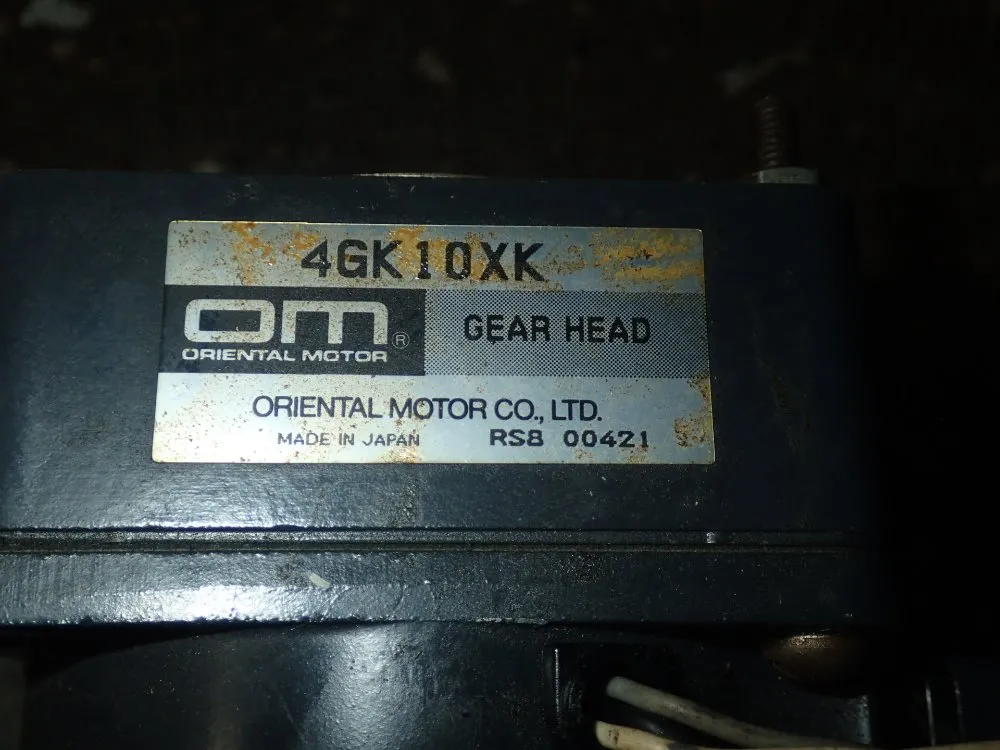 4GK10XK
om®
ORIENTAL MOTOR
GEAR HEAD
ORIENTAL MOTOR CO., LTD.
MADE IN JAPAN RS8 00421